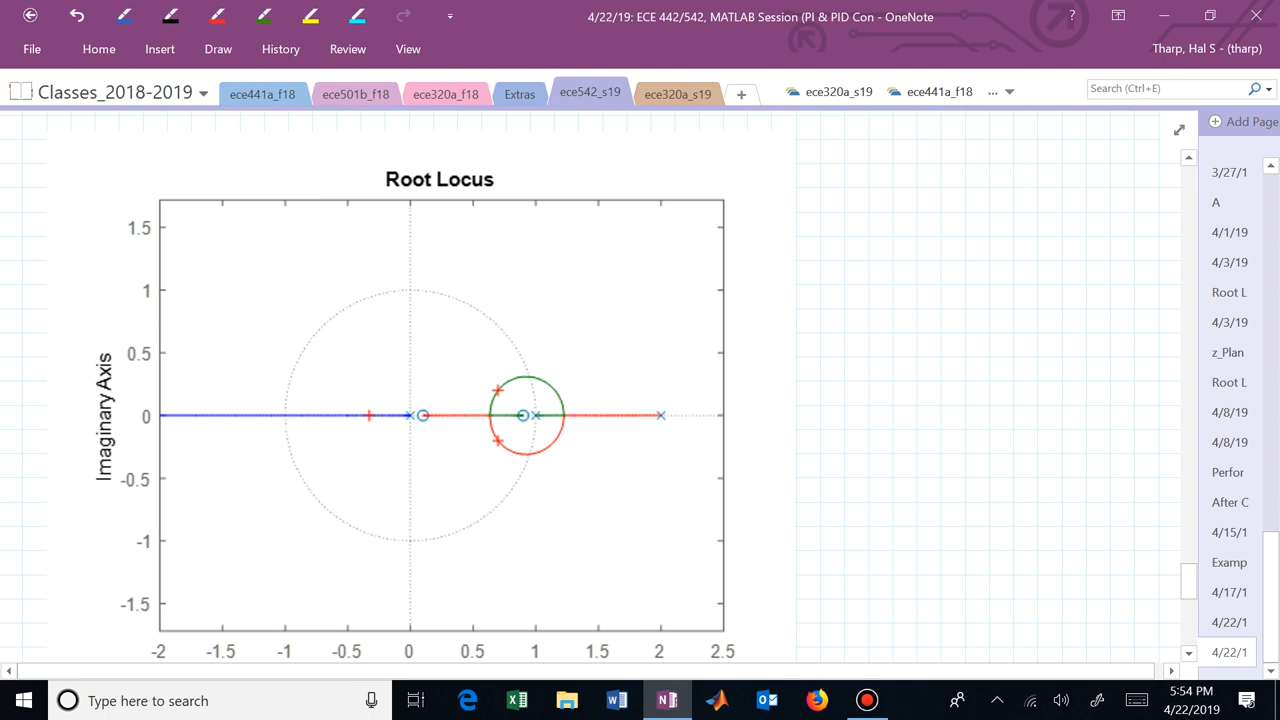 4/22/19: ECE 442/542, MATLAB Session (PI & PID Con - OneNote
?
File Home Insert Draw History Review View
Tharp, Hal S - (tharp)
Classes_2018-2019
ece441a_f18
ece501b_f18
ece320a_f18
Extras
ece542_s19
ece320a_s19
+
ece320a_s19
ece441a_f18
...
Search (Ctrl+E)
Add Page
3/27/1
A
4/1/19
4/3/19
Root L
4/3/19
z_Plan
Root L
4/8/19
4/8/19
Perfor
After C
4/15/1
Examp
4/17/1
4/22/1
4/22/1
Root Locus
Imaginary Axis
1.5
1
0.5
0
-0.5
-1
-1.5
-2 -1.5 -1 -0.5 0 0.5 1 1.5 2 2.5
Type here to search
5:54 PM
4/22/2019